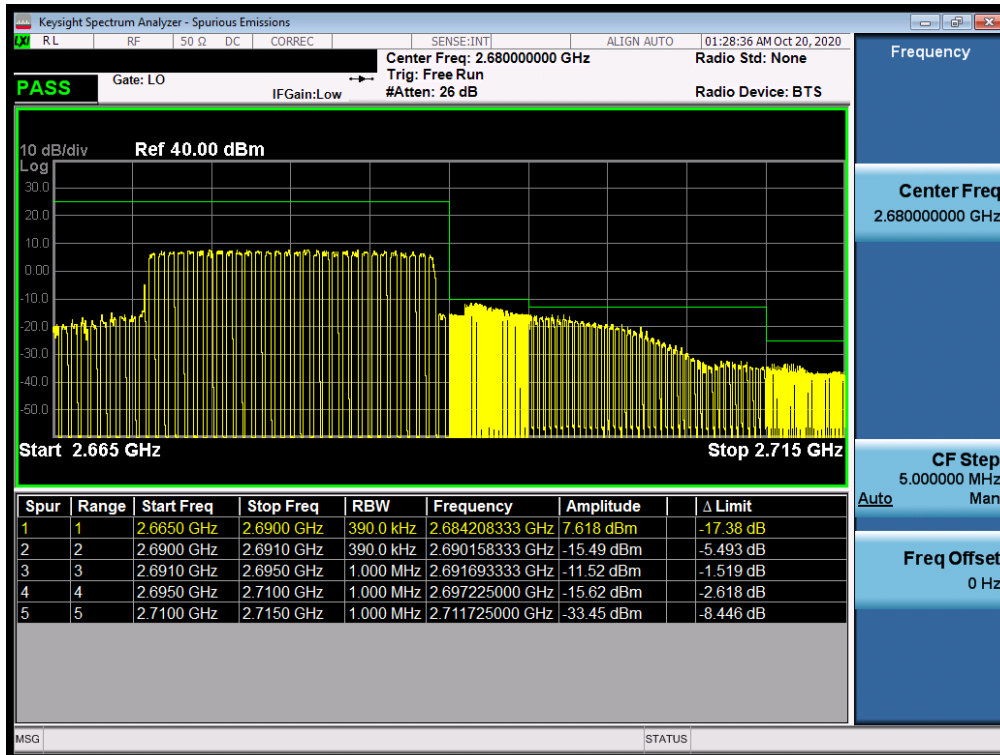 Keysight Spectrum Analyzer - Spurious Emissions
LXI RL RF 50 Ω DC CORREC SENSE:INT ALIGN AUTO 01:28:36 AM Oct 20, 2020
Center Freq: 2.680000000 GHz Radio Std: None
Gate: LO Trig: Free Run
PASS IFGain:Low #Atten: 26 dB Radio Device: BTS
10 dB/div Ref 40.00 dBm
Log
30.0
20.0
10.0
0.00
-10.0
-20.0
-30.0
-40.0
-50.0
Start 2.665 GHz Stop 2.715 GHz
Spur Range Start Freq Stop Freq RBW Frequency Amplitude Δ Limit
1 1 2.6650 GHz 2.6900 GHz 390.0 kHz 2.684208333 GHz 7.618 dBm -17.38 dB
2 2 2.6900 GHz 2.6910 GHz 390.0 kHz 2.690158333 GHz -15.49 dBm -5.493 dB
3 3 2.6910 GHz 2.6950 GHz 1.000 MHz 2.691693333 GHz -11.52 dBm -1.519 dB
4 4 2.6950 GHz 2.7100 GHz 1.000 MHz 2.697225000 GHz -15.62 dBm -2.618 dB
5 5 2.7100 GHz 2.7150 GHz 1.000 MHz 2.711725000 GHz -33.45 dBm -8.446 dB
MSG STATUS
Frequency
Center Freq
2.680000000 GHz
CF Step
5.000000 MHz
Auto Man
Freq Offset
0 Hz